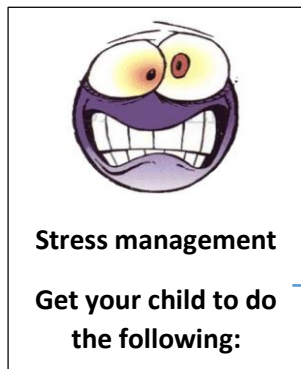 Stress management
Get your child to do
the following: